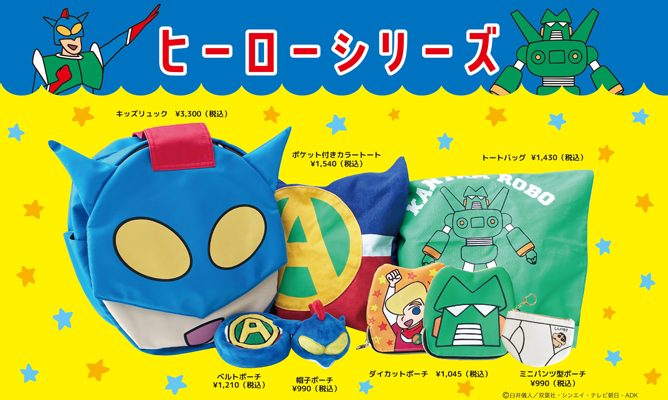 ヒーローシリーズ
キッズリュック ¥3,300（税込）
ポケット付きカラートート
¥1,540（税込）
トートバッグ ¥1,430（税込）
KANTAM ROBO
A
A
ベルトポーチ
¥1,210（税込）
帽子ポーチ
¥990（税込）
ダイカットポーチ ¥1,045（税込）
ミニパンツ型ポーチ
¥990（税込）
©臼井儀人／双葉社・シンエイ・テレビ朝日・ADK